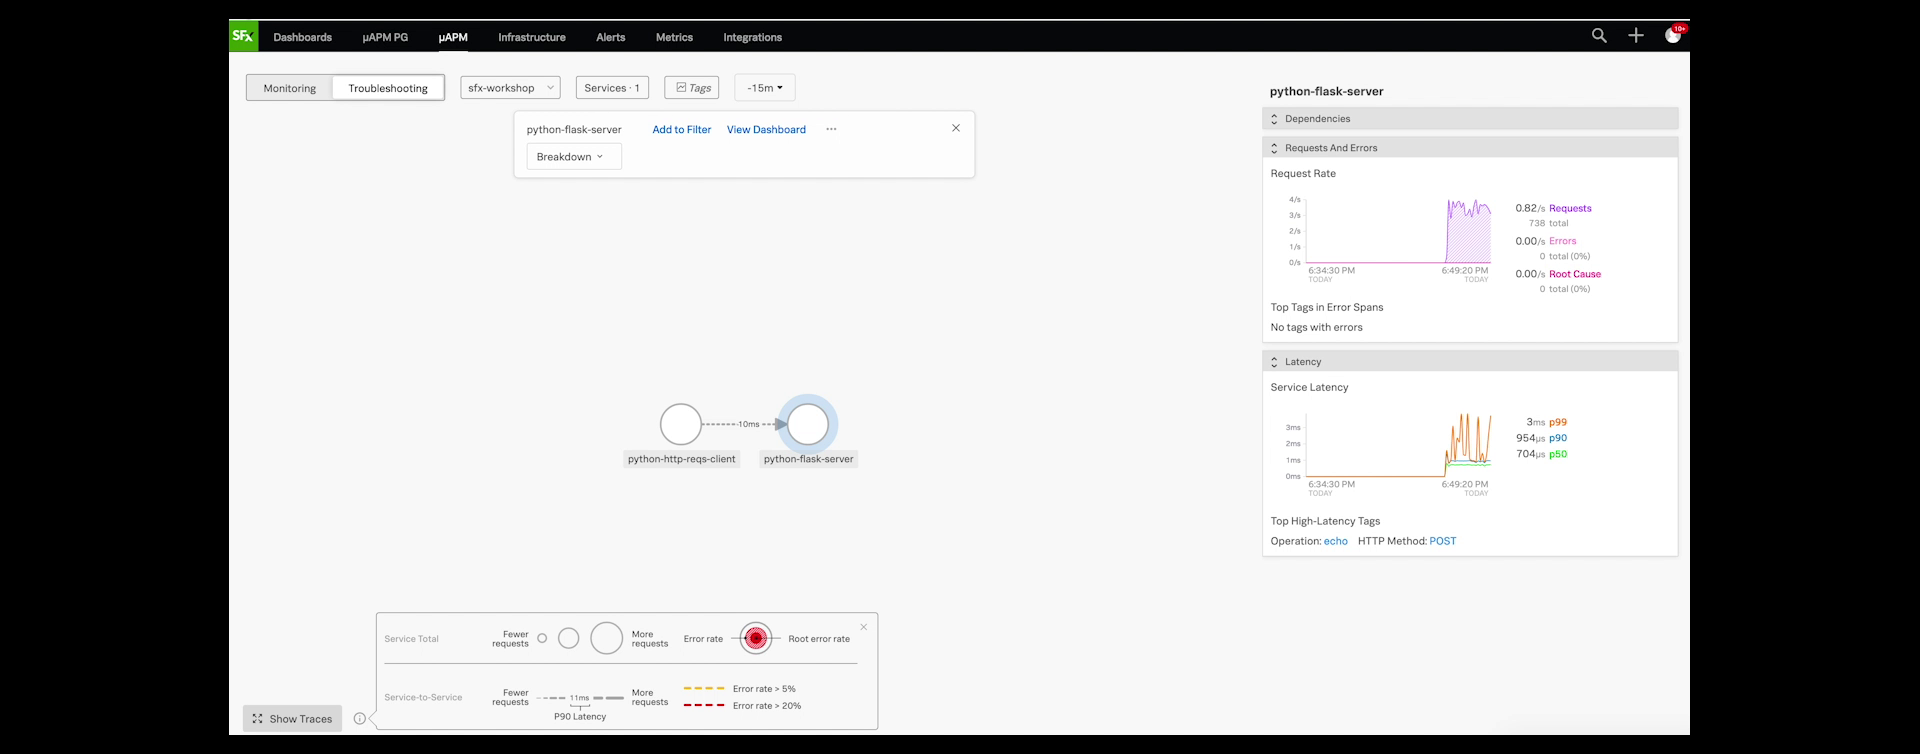 SFx Dashboards µAPM PG µAPM Infrastructure Alerts Metrics Integrations 10+
Monitoring Troubleshooting sfx-workshop Services · 1 Tags -15m
python-flask-server Add to Filter View Dashboard ···
Breakdown
python-http-reqs-client
10ms
python-flask-server
Service Total
Fewer requests
More requests
Error rate
Root error rate
Service-to-Service
Fewer requests
11ms
More requests
P90 Latency
Error rate > 5%
Error rate > 20%
Show Traces
python-flask-server
Dependencies
Requests And Errors
Request Rate
4/s
3/s
2/s
1/s
0/s
6:34:30 PM 6:49:20 PM
TODAY TODAY
0.82/s Requests
738 total
0.00/s Errors
0 total (0%)
0.00/s Root Cause
0 total (0%)
Top Tags in Error Spans
No tags with errors
Latency
Service Latency
3ms
2ms
1ms
0ms
6:34:30 PM 6:49:20 PM
TODAY TODAY
3ms p99
954µs p90
704µs p50
Top High-Latency Tags
Operation: echo HTTP Method: POST